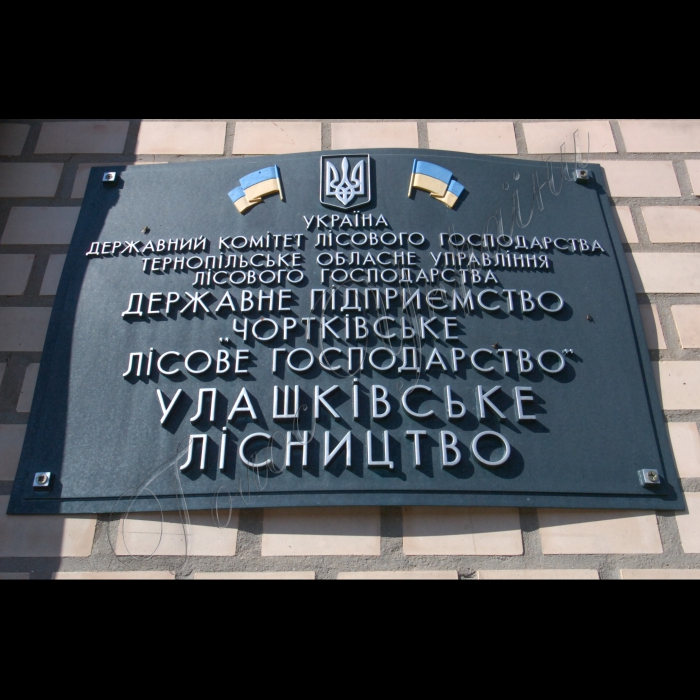 УКРАЇНА
ДЕРЖАВНИЙ КОМІТЕТ ЛІСОВОГО ГОСПОДАРСТВА
ТЕРНОПІЛЬСЬКЕ ОБЛАСНЕ УПРАВЛІННЯ
ЛІСОВОГО ГОСПОДАРСТВА
ДЕРЖАВНЕ ПІДПРИЄМСТВО
"ЧОРТКІВСЬКЕ
ЛІСОВЕ ГОСПОДАРСТВО"
УЛАШКІВСЬКЕ
ЛІСНИЦТВО